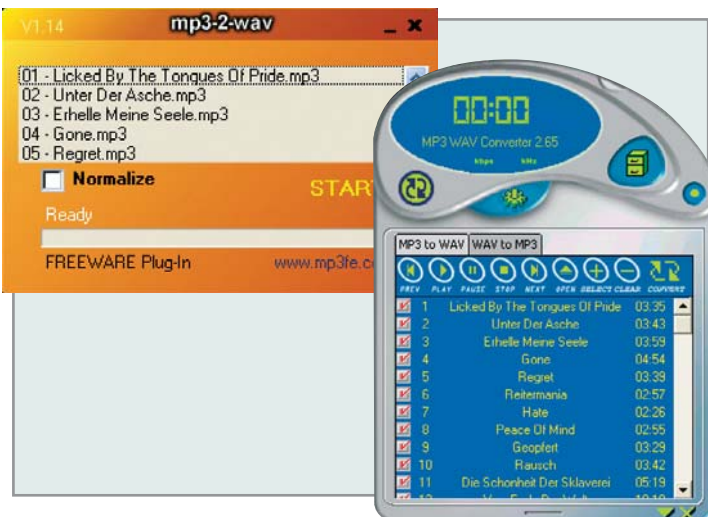 V1,14 mp3-2-wav
01 - Licked By The Tongues Of Pride.mp3
02 - Unter Der Asche.mp3
03 - Erhelle Meine Seele.mp3
04 - Gone.mp3
05 - Regret.mp3
Normalize
START
Ready
FREEWARE Plug-In www.mp3fe.c
00:00
MP3 WAV Converter 2.65
kbps kHz
MP3 to WAV WAV to MP3
PREV PLAY PAUSE STOP NEXT OPEN SELECT CLEAR CONVERT
1 Licked By The Tongues Of Pride 03:35
2 Unter Der Asche 03:43
3 Erhelle Meine Seele 03:59
4 Gone 04:54
5 Regret 03:39
6 Reitermania 02:57
7 Hate 02:26
8 Peace Of Mind 02:55
9 Geopfert 03:29
10 Rausch 03:42
11 Die Schonheit Der Sklaverei 05:19